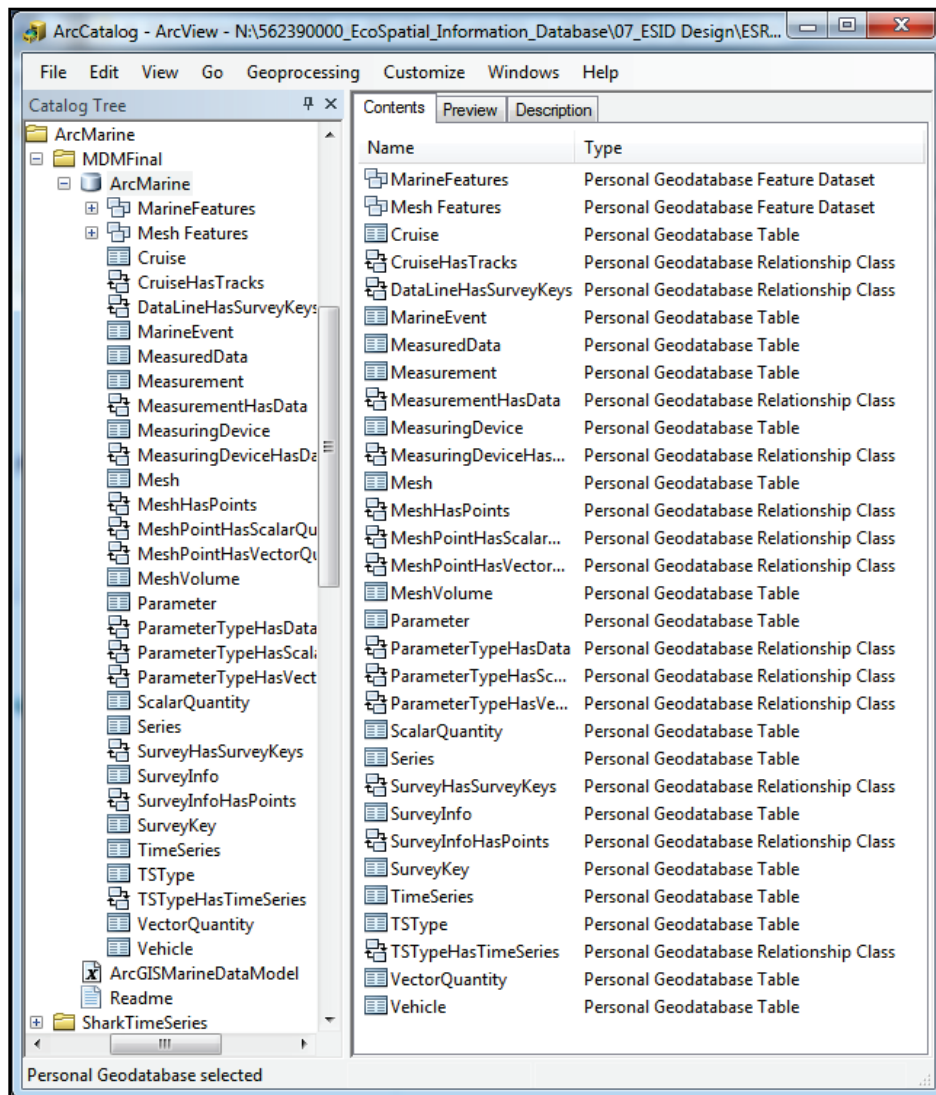 ArcCatalog - ArcView - N:\562390000_EcoSpatial_Information_Database\07_ESID Design\ESR...
File Edit View Go Geoprocessing Customize Windows Help
Catalog Tree
ArcMarine
MDMFinal
ArcMarine
MarineFeatures
Mesh Features
Cruise
CruiseHasTracks
DataLineHasSurveyKeys
MarineEvent
MeasuredData
Measurement
MeasurementHasData
MeasuringDevice
MeasuringDeviceHasDa
Mesh
MeshHasPoints
MeshPointHasScalarQu
MeshPointHasVectorQu
MeshVolume
Parameter
ParameterTypeHasData
ParameterTypeHasScal
ParameterTypeHasVect
ScalarQuantity
Series
SurveyHasSurveyKeys
SurveyInfo
SurveyInfoHasPoints
SurveyKey
TimeSeries
TSType
TSTypeHasTimeSeries
VectorQuantity
Vehicle
ArcGISMarineDataModel
Readme
SharkTimeSeries
Contents Preview Description
Name Type
MarineFeatures Personal Geodatabase Feature Dataset
Mesh Features Personal Geodatabase Feature Dataset
Cruise Personal Geodatabase Table
CruiseHasTracks Personal Geodatabase Relationship Class
DataLineHasSurveyKeys Personal Geodatabase Relationship Class
MarineEvent Personal Geodatabase Table
MeasuredData Personal Geodatabase Table
Measurement Personal Geodatabase Table
MeasurementHasData Personal Geodatabase Relationship Class
MeasuringDevice Personal Geodatabase Table
MeasuringDeviceHas... Personal Geodatabase Relationship Class
Mesh Personal Geodatabase Table
MeshHasPoints Personal Geodatabase Relationship Class
MeshPointHasScalar... Personal Geodatabase Relationship Class
MeshPointHasVector... Personal Geodatabase Relationship Class
MeshVolume Personal Geodatabase Table
Parameter Personal Geodatabase Table
ParameterTypeHasData Personal Geodatabase Relationship Class
ParameterTypeHasSc... Personal Geodatabase Relationship Class
ParameterTypeHasVe... Personal Geodatabase Relationship Class
ScalarQuantity Personal Geodatabase Table
Series Personal Geodatabase Table
SurveyHasSurveyKeys Personal Geodatabase Relationship Class
SurveyInfo Personal Geodatabase Table
SurveyInfoHasPoints Personal Geodatabase Relationship Class
SurveyKey Personal Geodatabase Table
TimeSeries Personal Geodatabase Table
TSType Personal Geodatabase Table
TSTypeHasTimeSeries Personal Geodatabase Relationship Class
VectorQuantity Personal Geodatabase Table
Vehicle Personal Geodatabase Table
Personal Geodatabase selected